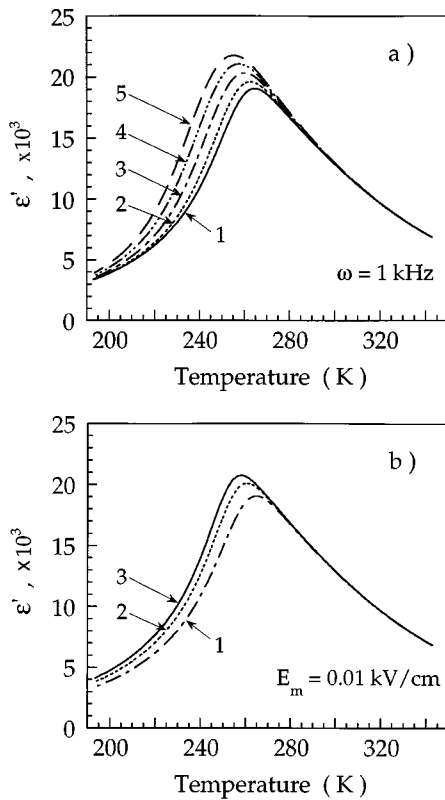 a )
25
20
15
10
5
0
ε' , x10³
5
4
3
2
1
ω = 1 kHz
200 240 280 320
Temperature ( K )
b )
25
20
15
10
5
0
ε' , x10³
3
2
1
E_m = 0.01 kV/cm
200 240 280 320
Temperature ( K )